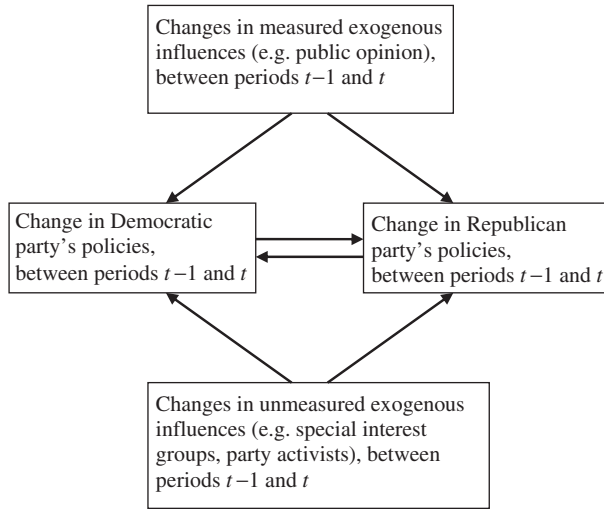 Changes in measured exogenous
influences (e.g. public opinion),
between periods t−1 and t
Change in Democratic
party's policies,
between periods t−1 and t
Change in Republican
party's policies,
between periods t−1 and t
Changes in unmeasured exogenous
influences (e.g. special interest
groups, party activists), between
periods t−1 and t